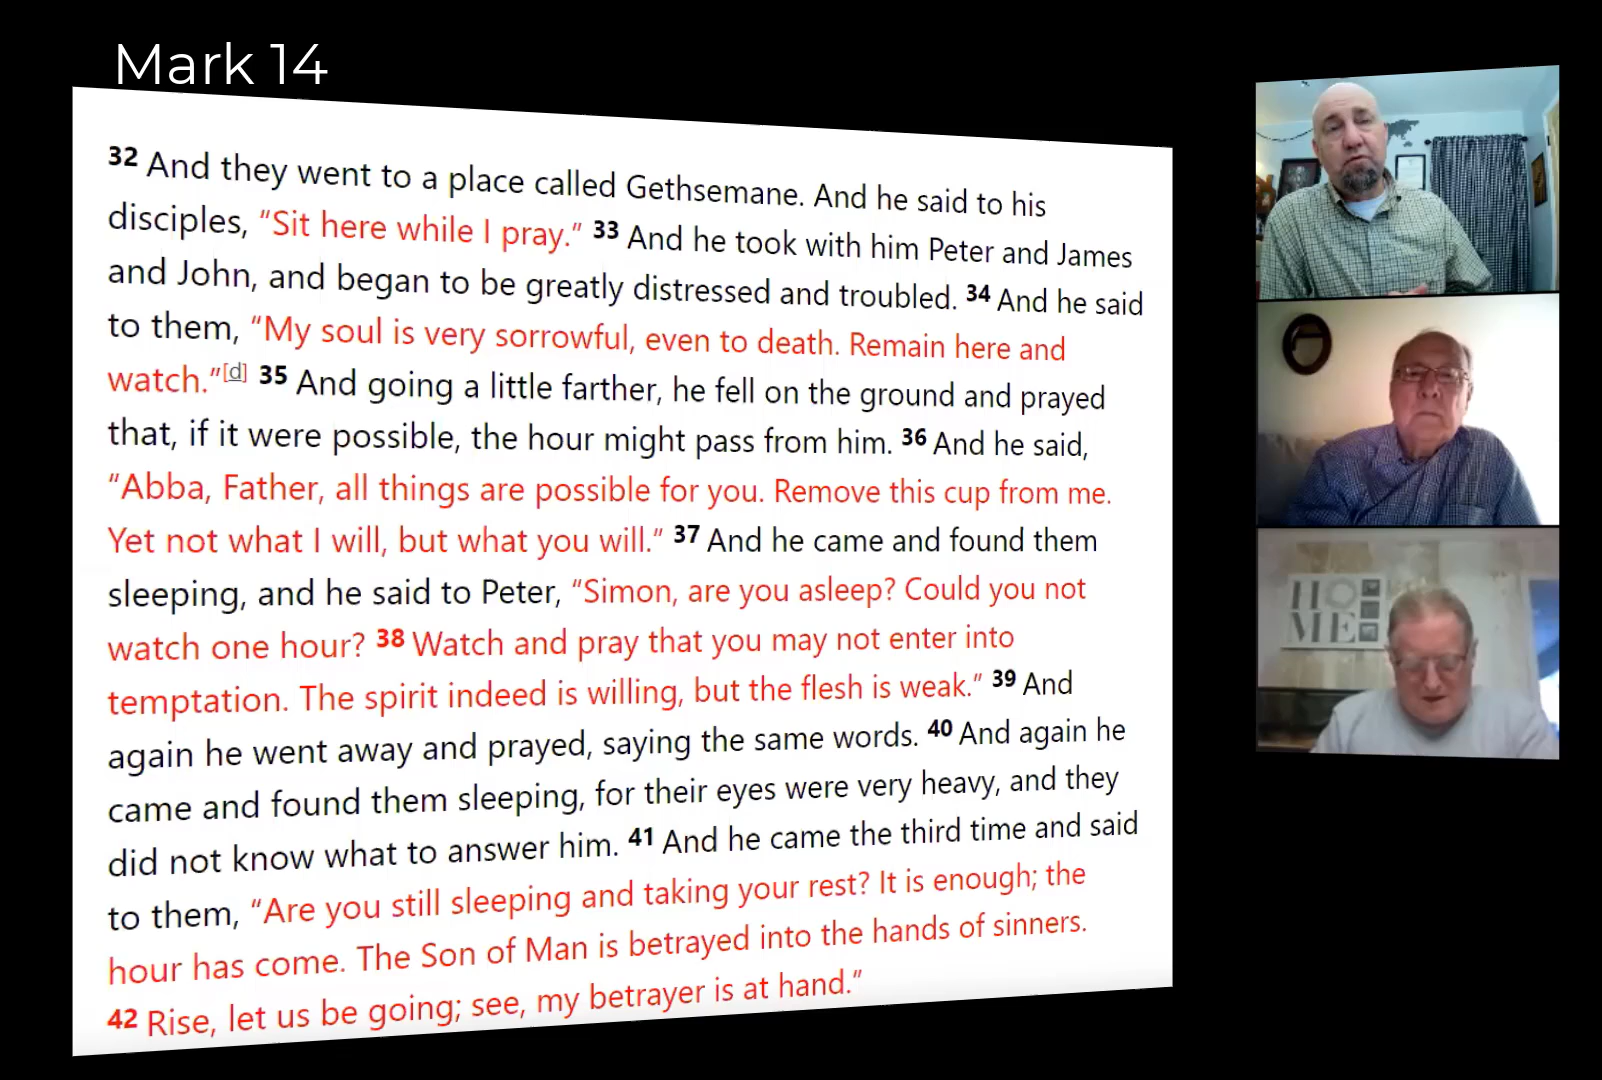 Mark 14
32 And they went to a place called Gethsemane. And he said to his
disciples, “Sit here while I pray.” 33 And he took with him Peter and James
and John, and began to be greatly distressed and troubled. 34 And he said
to them, “My soul is very sorrowful, even to death. Remain here and
watch.”[d] 35 And going a little farther, he fell on the ground and prayed
that, if it were possible, the hour might pass from him. 36 And he said,
“Abba, Father, all things are possible for you. Remove this cup from me.
Yet not what I will, but what you will.” 37 And he came and found them
sleeping, and he said to Peter, “Simon, are you asleep? Could you not
watch one hour? 38 Watch and pray that you may not enter into
temptation. The spirit indeed is willing, but the flesh is weak.” 39 And
again he went away and prayed, saying the same words. 40 And again he
came and found them sleeping, for their eyes were very heavy, and they
did not know what to answer him. 41 And he came the third time and said
to them, “Are you still sleeping and taking your rest? It is enough; the
hour has come. The Son of Man is betrayed into the hands of sinners.
42 Rise, let us be going; see, my betrayer is at hand.”
HO
ME